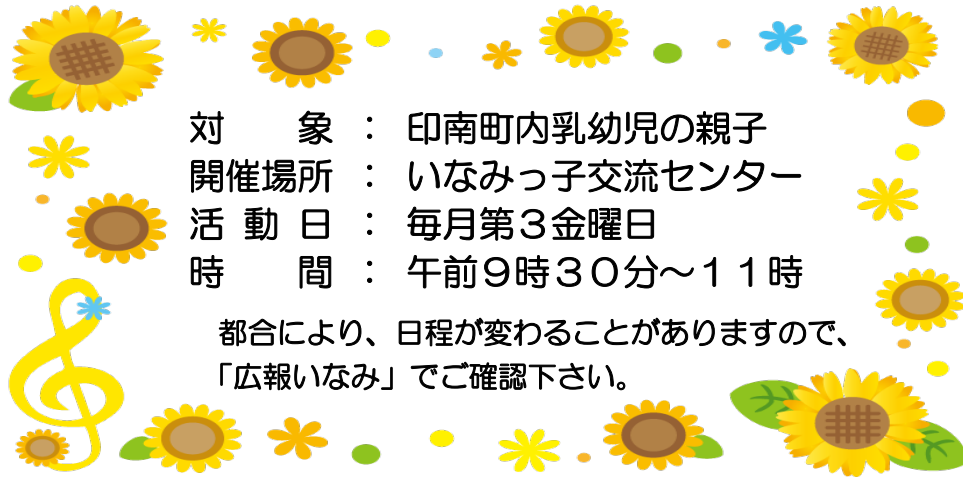 対　　象 ： 印南町内乳幼児の親子
開催場所 ： いなみっ子交流センター
活 動 日 ： 毎月第３金曜日
時　　間 ： 午前９時３０分～１１時
都合により、日程が変わることがありますので、
「広報いなみ」でご確認下さい。